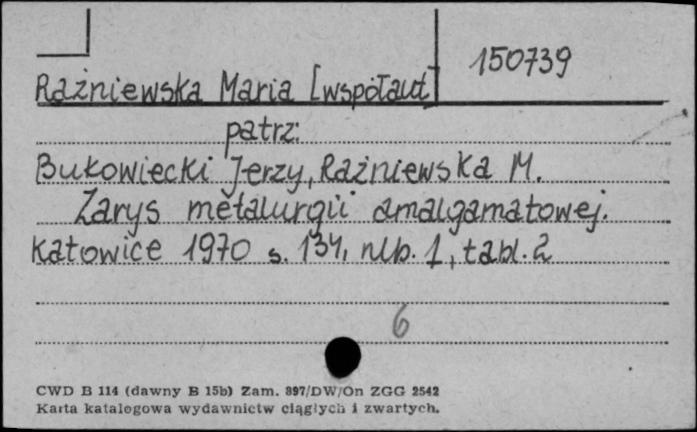 150739
Raźniewska Maria [współaut]
patrz:
Bukowiecki Jerzy, Raźniewska M.
Zarys metalurgii amalgamatowej.
Katowice 1970 s. 134, nlb. 1, tabl. 2
6
CWD B 114 (dawny B 15b) Zam. 897/DW/On ZGG 2542
Karta katalogowa wydawnictw ciągłych i zwartych.